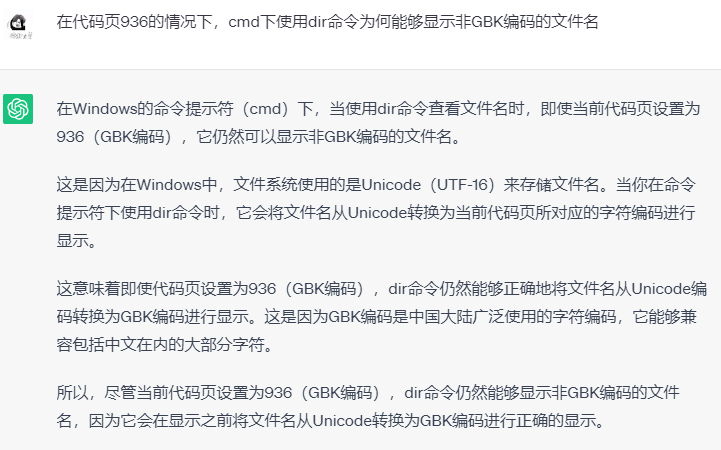 在代码页936的情况下，cmd下使用dir命令为何能够显示非GBK编码的文件名
在Windows的命令提示符（cmd）下，当使用dir命令查看文件名时，即使当前代码页设置为
936（GBK编码），它仍然可以显示非GBK编码的文件名。
这是因为在Windows中，文件系统使用的是Unicode（UTF-16）来存储文件名。当你在命令
提示符下使用dir命令时，它会将文件名从Unicode转换为当前代码页所对应的字符编码进行
显示。
这意味着即使代码页设置为936（GBK编码），dir命令仍然能够正确地将文件名从Unicode编
码转换为GBK编码进行显示。这是因为GBK编码是中国大陆广泛使用的字符编码，它能够兼
容包括中文在内的大部分字符。
所以，尽管当前代码页设置为936（GBK编码），dir命令仍然能够显示非GBK编码的文件
名，因为它会在显示之前将文件名从Unicode转换为GBK编码进行正确的显示。